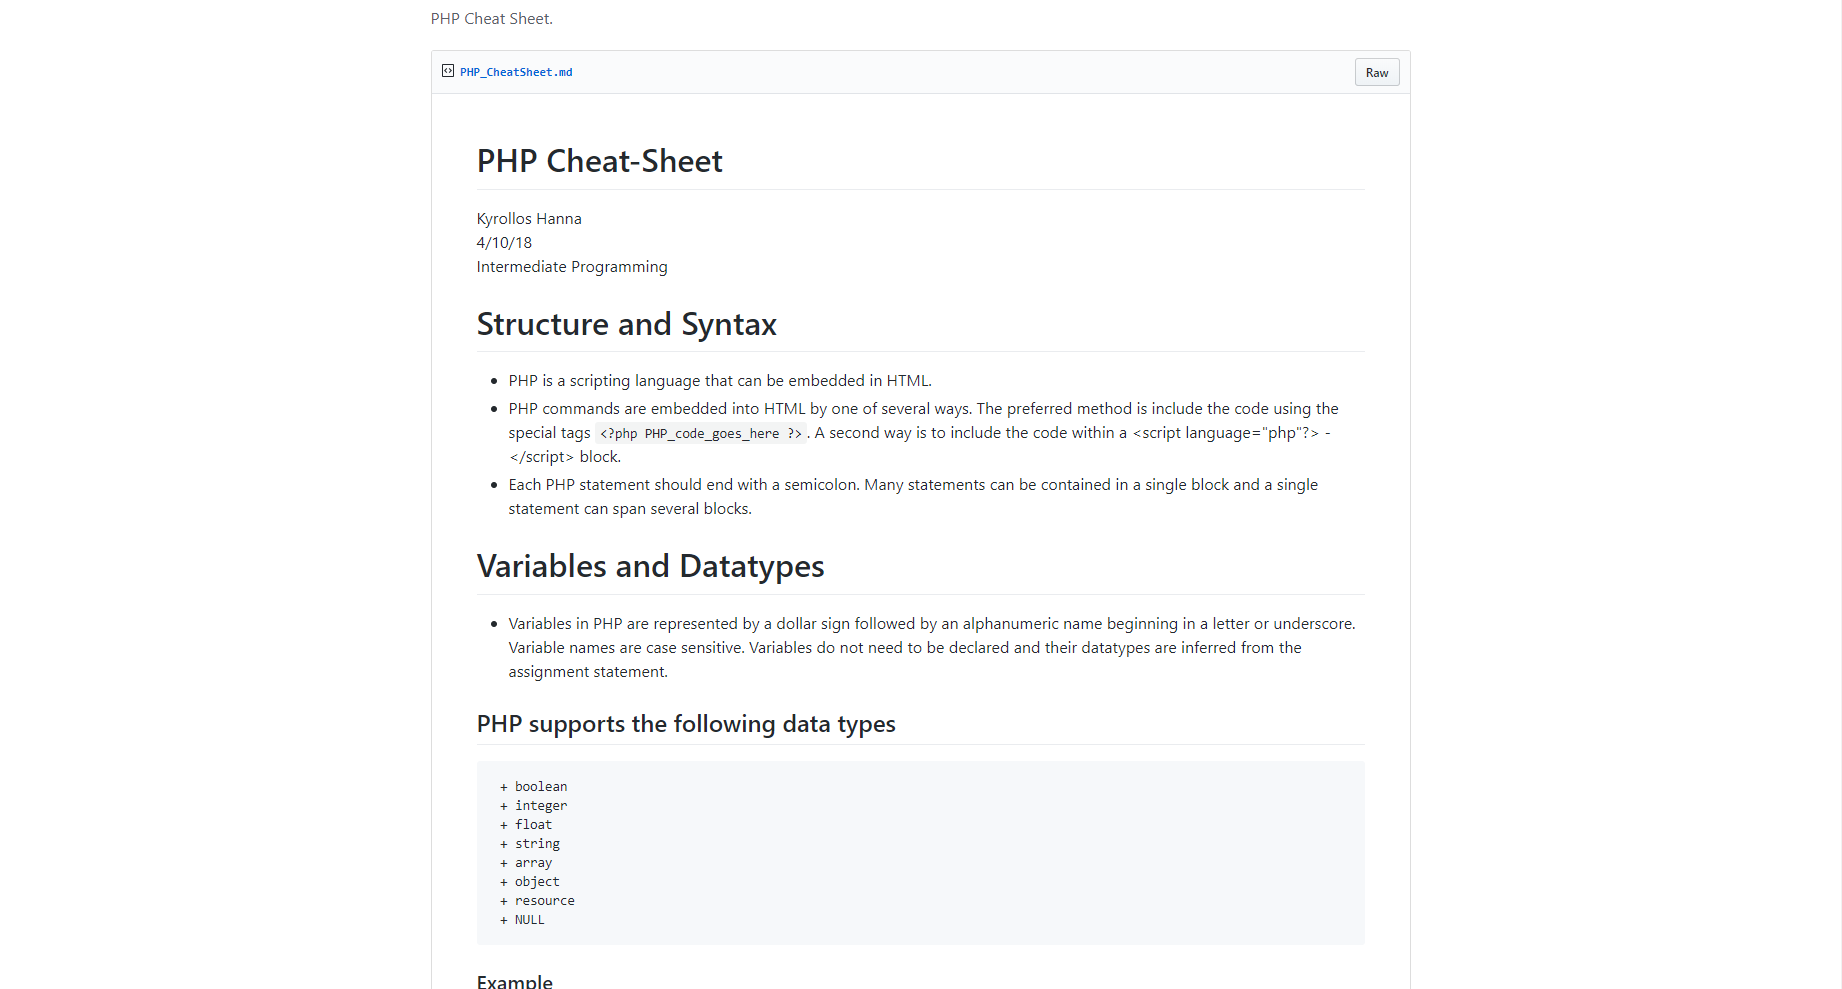 PHP Cheat Sheet.
PHP_CheatSheet.md
Raw
PHP Cheat-Sheet
Kyrollos Hanna
4/10/18
Intermediate Programming
Structure and Syntax
• PHP is a scripting language that can be embedded in HTML.
• PHP commands are embedded into HTML by one of several ways. The preferred method is include the code using the
special tags <?php PHP_code_goes_here ?>. A second way is to include the code within a <script language="php"?> -
</script> block.
• Each PHP statement should end with a semicolon. Many statements can be contained in a single block and a single
statement can span several blocks.
Variables and Datatypes
• Variables in PHP are represented by a dollar sign followed by an alphanumeric name beginning in a letter or underscore.
Variable names are case sensitive. Variables do not need to be declared and their datatypes are inferred from the
assignment statement.
PHP supports the following data types
+ boolean
+ integer
+ float
+ string
+ array
+ object
+ resource
+ NULL
Example